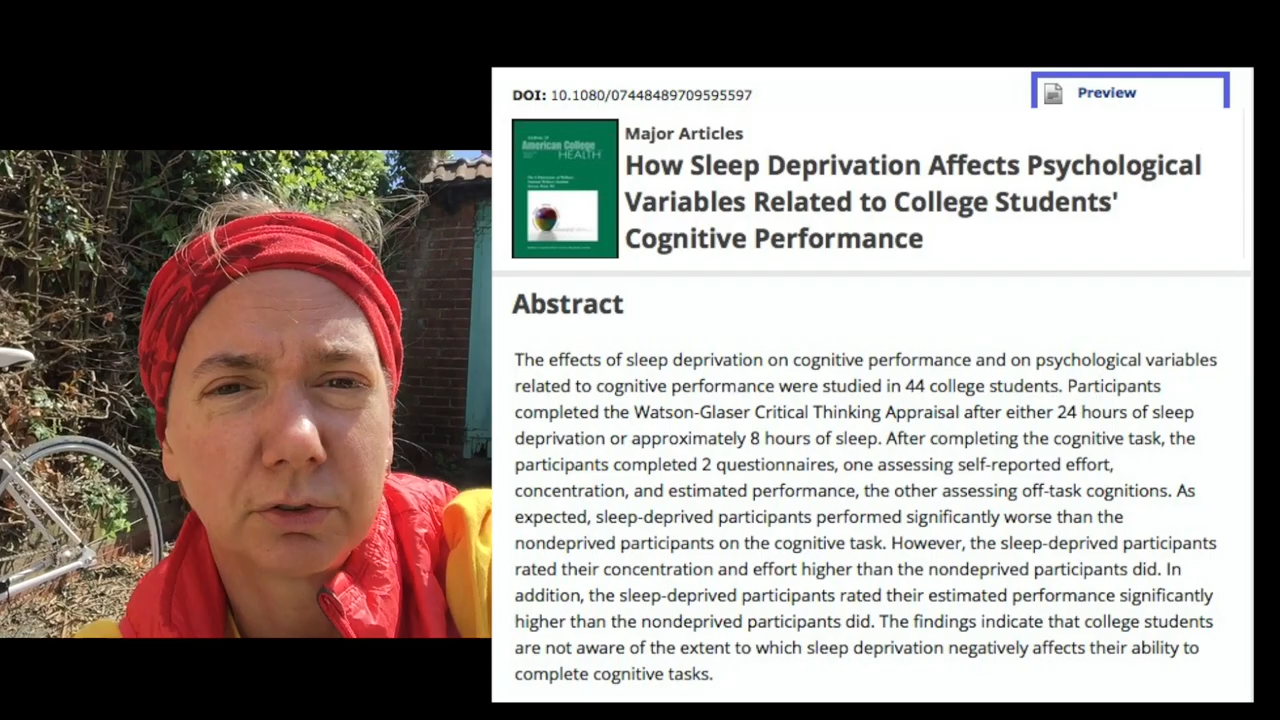 DOI: 10.1080/07448489709595597
Preview
American College
HEALTH
Major Articles
How Sleep Deprivation Affects Psychological
Variables Related to College Students'
Cognitive Performance
Abstract
The effects of sleep deprivation on cognitive performance and on psychological variables
related to cognitive performance were studied in 44 college students. Participants
completed the Watson-Glaser Critical Thinking Appraisal after either 24 hours of sleep
deprivation or approximately 8 hours of sleep. After completing the cognitive task, the
participants completed 2 questionnaires, one assessing self-reported effort,
concentration, and estimated performance, the other assessing off-task cognitions. As
expected, sleep-deprived participants performed significantly worse than the
nondeprived participants on the cognitive task. However, the sleep-deprived participants
rated their concentration and effort higher than the nondeprived participants did. In
addition, the sleep-deprived participants rated their estimated performance significantly
higher than the nondeprived participants did. The findings indicate that college students
are not aware of the extent to which sleep deprivation negatively affects their ability to
complete cognitive tasks.